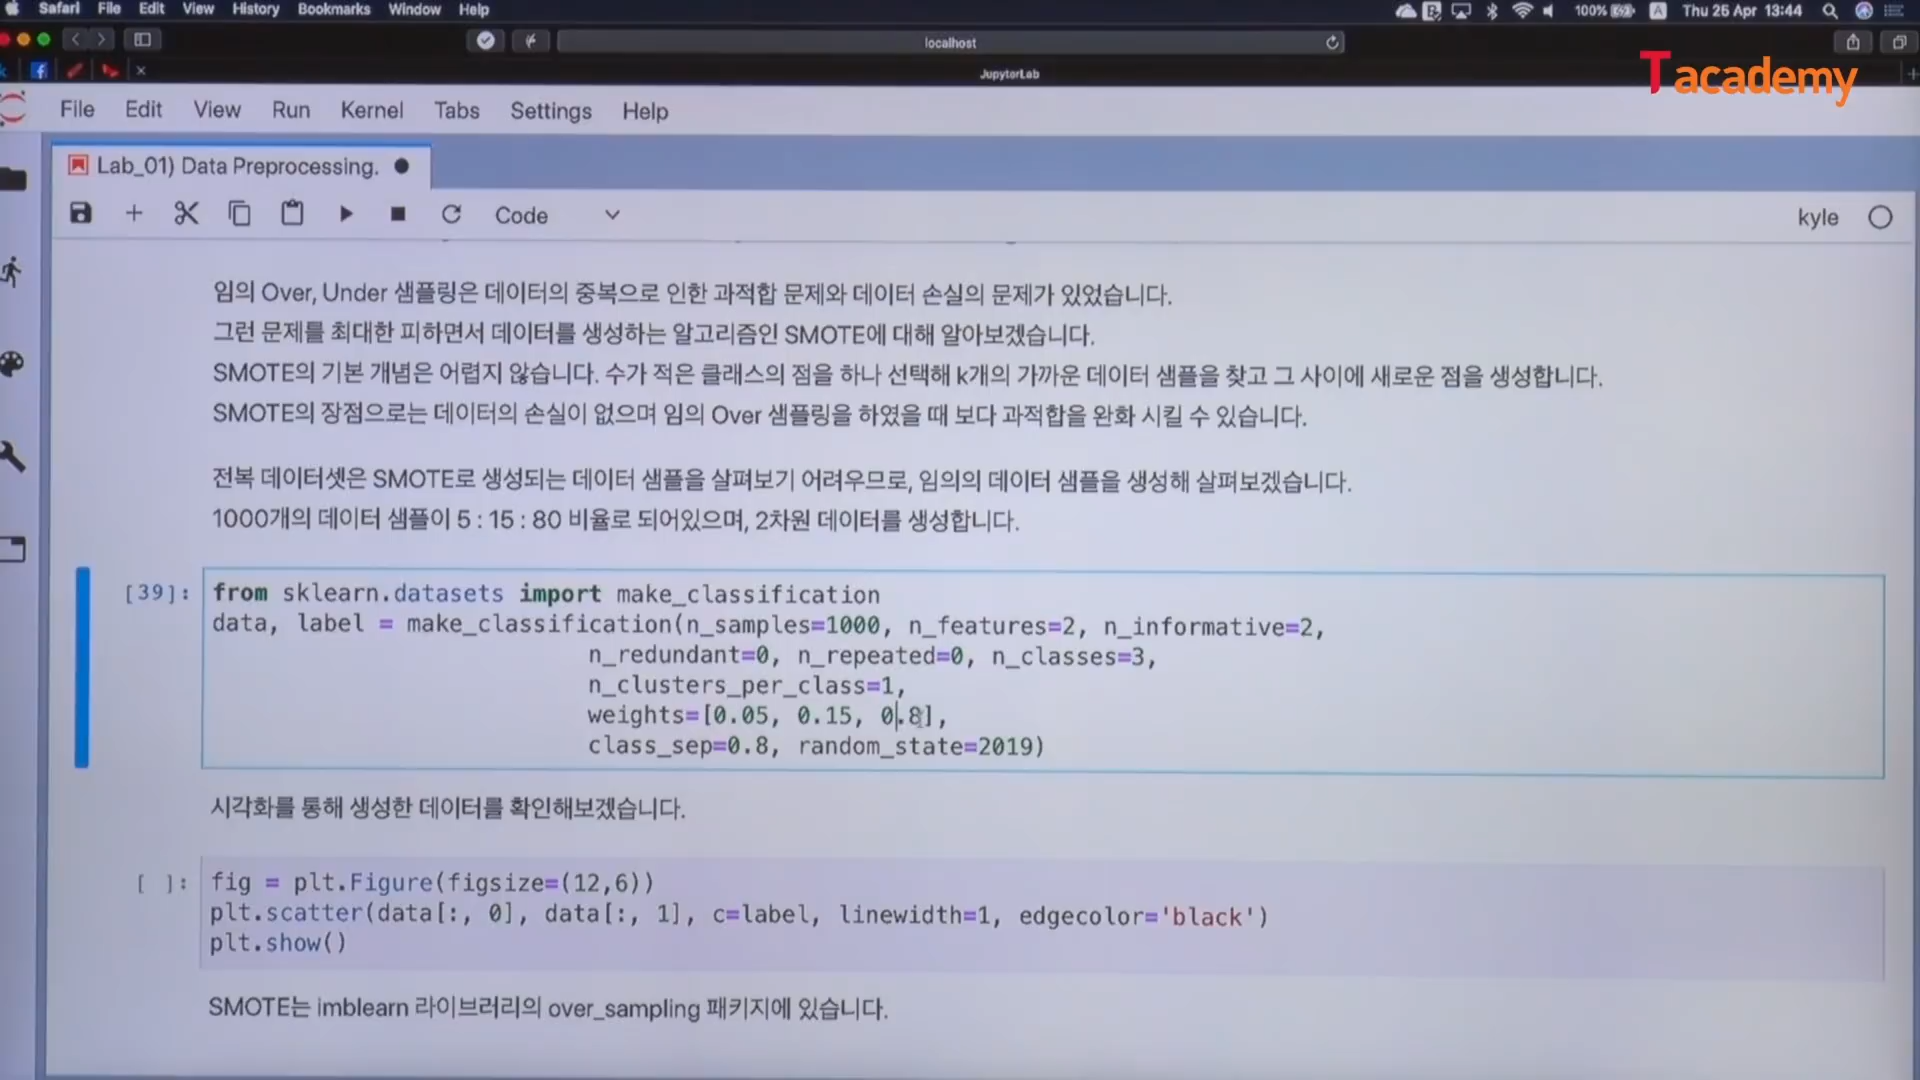 Safari File Edit View History Bookmarks Window Help
100% A Thu 25 Apr 13:44
localhost
JupyterLab
Tacademy
File Edit View Run Kernel Tabs Settings Help
Lab_01) Data Preprocessing.
Code
kyle
임의 Over, Under 샘플링은 데이터의 중복으로 인한 과적합 문제와 데이터 손실의 문제가 있었습니다.
그런 문제를 최대한 피하면서 데이터를 생성하는 알고리즘인 SMOTE에 대해 알아보겠습니다.
SMOTE의 기본 개념은 어렵지 않습니다. 수가 적은 클래스의 점을 하나 선택해 k개의 가까운 데이터 샘플을 찾고 그 사이에 새로운 점을 생성합니다.
SMOTE의 장점으로는 데이터의 손실이 없으며 임의 Over 샘플링을 하였을 때 보다 과적합을 완화 시킬 수 있습니다.
전복 데이터셋은 SMOTE로 생성되는 데이터 샘플을 살펴보기 어려우므로, 임의의 데이터 샘플을 생성해 살펴보겠습니다.
1000개의 데이터 샘플이 5 : 15 : 80 비율로 되어있으며, 2차원 데이터를 생성합니다.
[39]: from sklearn.datasets import make_classification
data, label = make_classification(n_samples=1000, n_features=2, n_informative=2,
n_redundant=0, n_repeated=0, n_classes=3,
n_clusters_per_class=1,
weights=[0.05, 0.15, 0.8],
class_sep=0.8, random_state=2019)
시각화를 통해 생성한 데이터를 확인해보겠습니다.
[ ]: fig = plt.Figure(figsize=(12,6))
plt.scatter(data[:, 0], data[:, 1], c=label, linewidth=1, edgecolor='black')
plt.show()
SMOTE는 imblearn 라이브러리의 over_sampling 패키지에 있습니다.